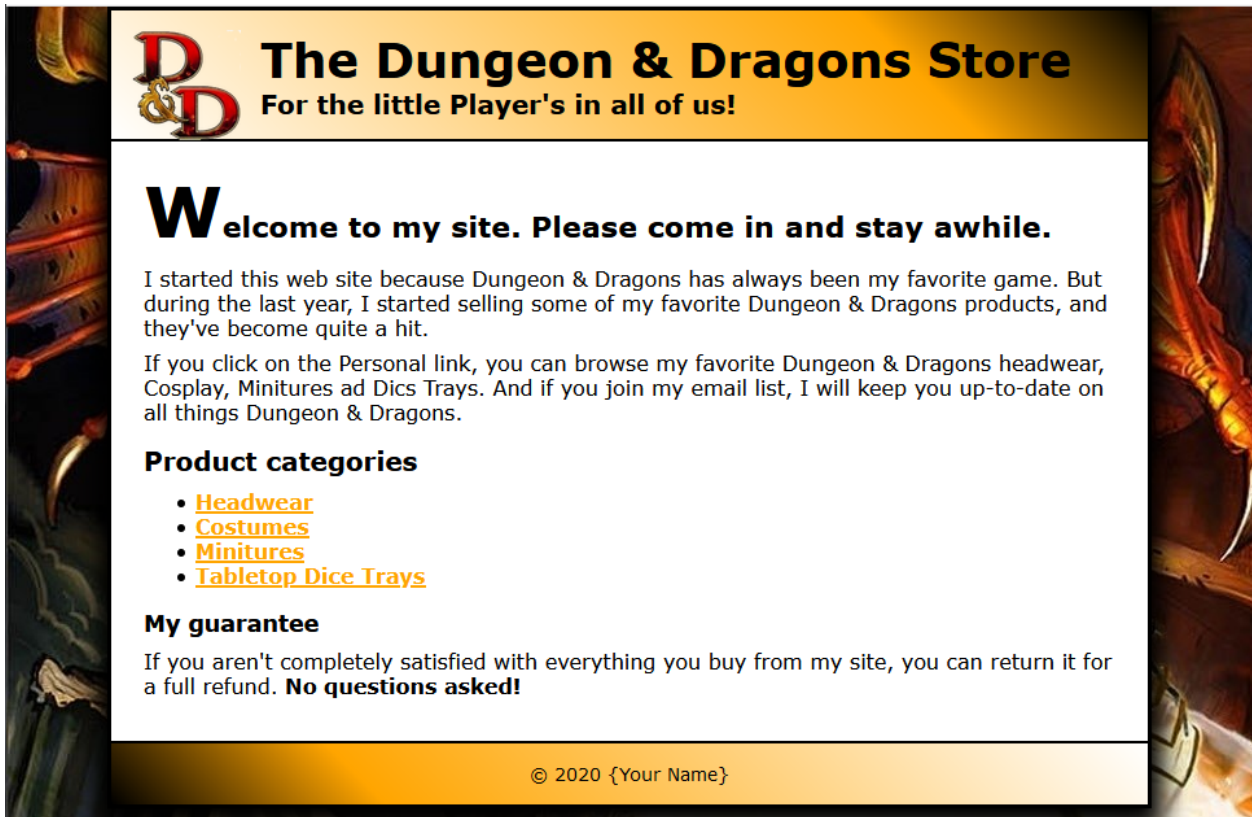 D&D
The Dungeon & Dragons Store
For the little Player's in all of us!
Welcome to my site. Please come in and stay awhile.
I started this web site because Dungeon & Dragons has always been my favorite game. But
during the last year, I started selling some of my favorite Dungeon & Dragons products, and
they've become quite a hit.
If you click on the Personal link, you can browse my favorite Dungeon & Dragons headwear,
Cosplay, Minitures ad Dics Trays. And if you join my email list, I will keep you up-to-date on
all things Dungeon & Dragons.
Product categories
• Headwear
• Costumes
• Minitures
• Tabletop Dice Trays
My guarantee
If you aren't completely satisfied with everything you buy from my site, you can return it for
a full refund. No questions asked!
© 2020 {Your Name}